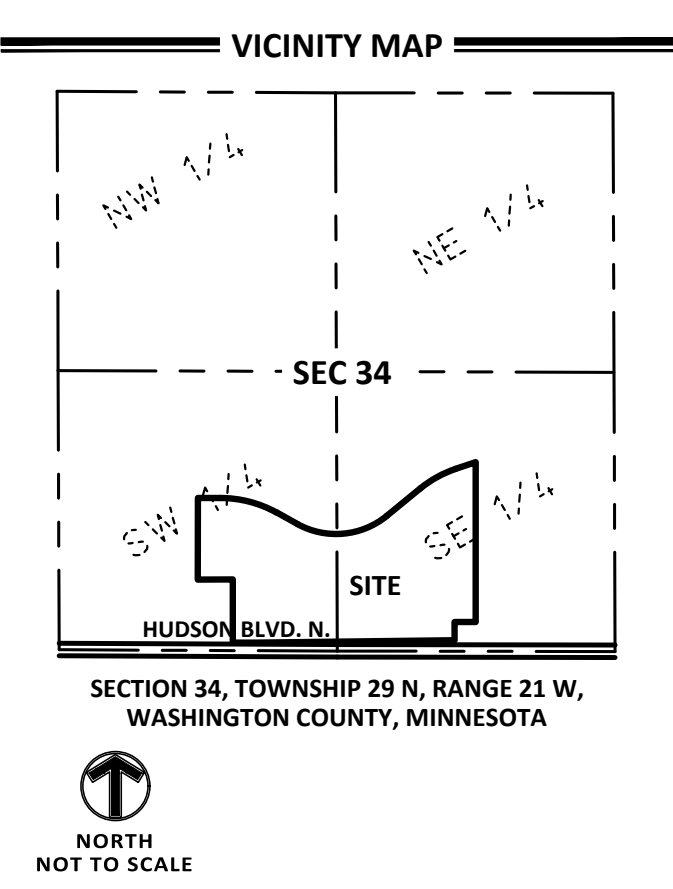 VICINITY MAP
NW 1/4
NE 1/4
SEC 34
SW 1/4
SE 1/4
SITE
HUDSON BLVD. N.
SECTION 34, TOWNSHIP 29 N, RANGE 21 W,
WASHINGTON COUNTY, MINNESOTA
NORTH
NOT TO SCALE